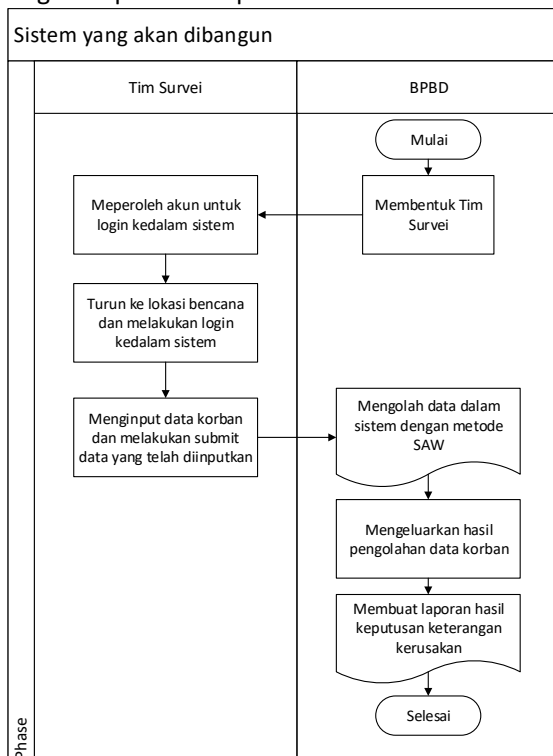 Sistem yang akan dibangun
Tim Survei
BPBD
Mulai
Membentuk Tim
Survei
Meperoleh akun untuk
login kedalam sistem
Turun ke lokasi bencana
dan melakukan login
kedalam sistem
Menginput data korban
dan melakukan submit
data yang telah diinputkan
Mengolah data dalam
sistem dengan metode
SAW
Mengeluarkan hasil
pengolahan data korban
Membuat laporan hasil
keputusan keterangan
kerusakan
Selesai
Phase